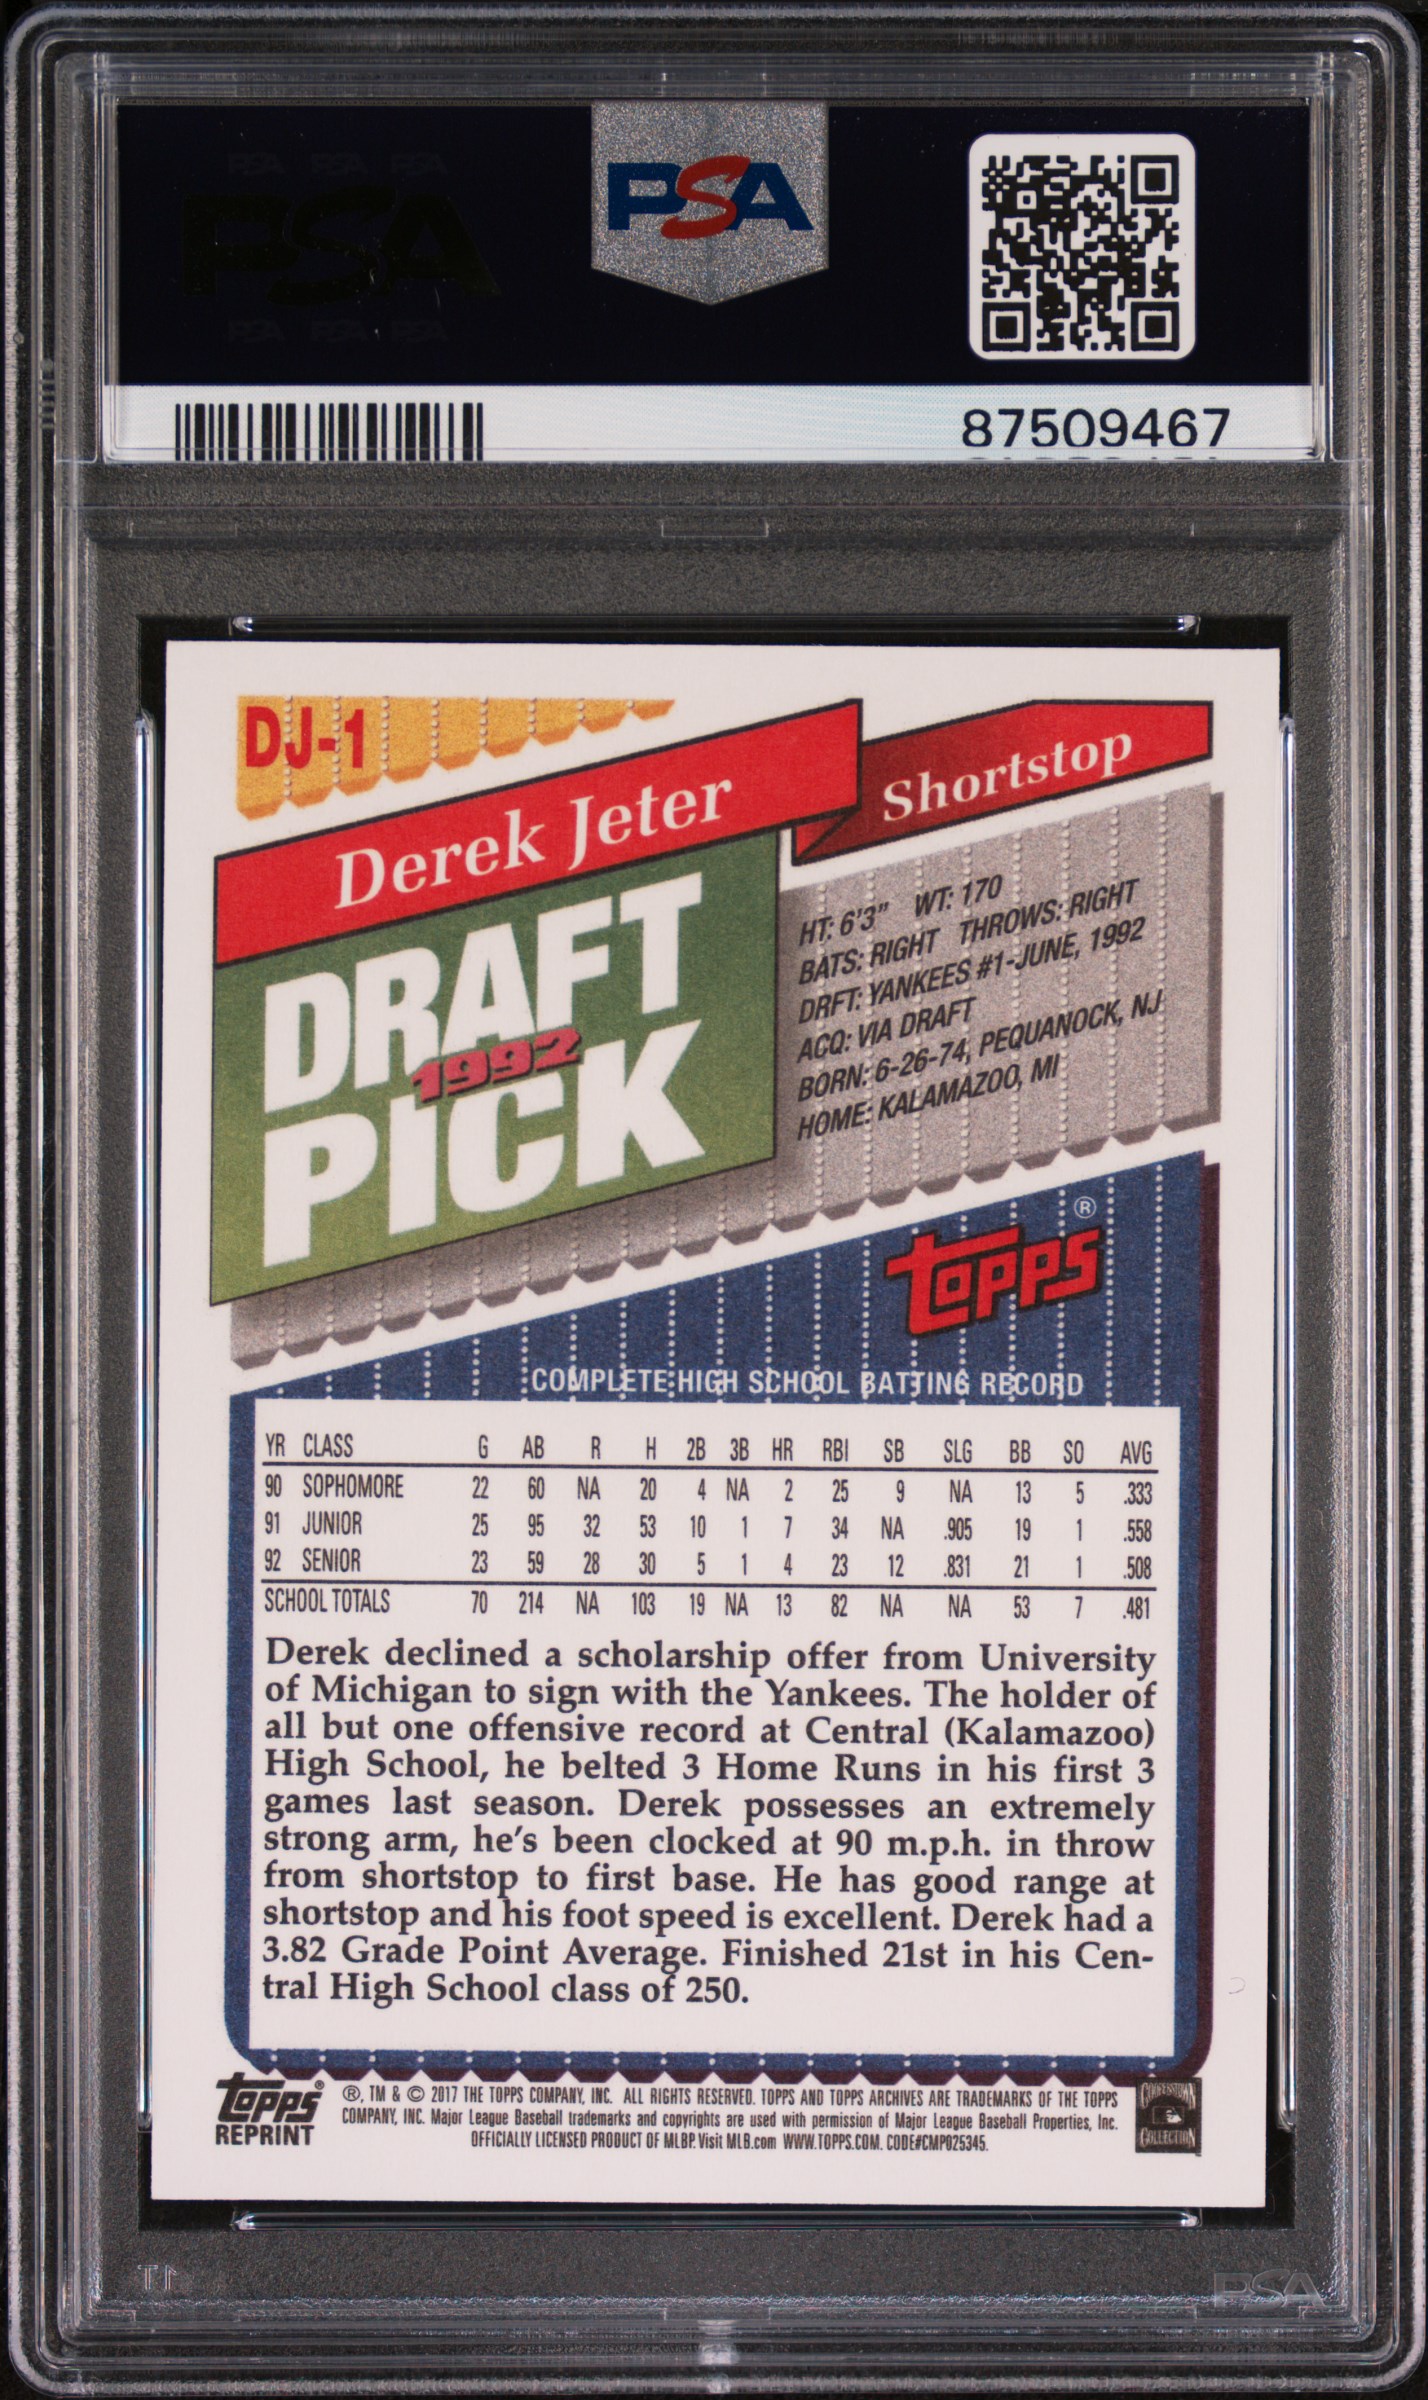 PSA
87509467
DJ-1
Derek Jeter
Shortstop
DRAFT
1992
PICK
HT: 6'3" WT: 170
BATS: RIGHT THROWS: RIGHT
DRFT: YANKEES #1-JUNE, 1992
ACQ: VIA DRAFT
BORN: 6-26-74, PEQUANOCK, NJ
HOME: KALAMAZOO, MI
TOPPS®
COMPLETE HIGH SCHOOL BATTING RECORD
YR CLASS G AB R H 2B 3B HR RBI SB SLG BB SO AVG
90 SOPHOMORE 22 60 NA 20 4 NA 2 25 9 NA 13 5 .333
91 JUNIOR 25 95 32 53 10 1 7 34 NA .905 19 1 .558
92 SENIOR 23 59 28 30 5 1 4 23 12 .831 21 1 .508
SCHOOL TOTALS 70 214 NA 103 19 NA 13 82 NA NA 53 7 .481
Derek declined a scholarship offer from University
of Michigan to sign with the Yankees. The holder of
all but one offensive record at Central (Kalamazoo)
High School, he belted 3 Home Runs in his first 3
games last season. Derek possesses an extremely
strong arm, he's been clocked at 90 m.p.h. in throw
from shortstop to first base. He has good range at
shortstop and his foot speed is excellent. Derek had a
3.82 Grade Point Average. Finished 21st in his Cen-
tral High School class of 250.
TOPPS®
REPRINT
®, TM & © 2017 THE TOPPS COMPANY, INC. ALL RIGHTS RESERVED. TOPPS AND TOPPS ARCHIVES ARE TRADEMARKS OF THE TOPPS
COMPANY, INC. Major League Baseball trademarks and copyrights are used with permission of Major League Baseball Properties, Inc.
OFFICIALLY LICENSED PRODUCT OF MLBP. Visit MLB.com WWW.TOPPS.COM. CODE#CMP025345.
COOPERSTOWN
COLLECTION
PSA